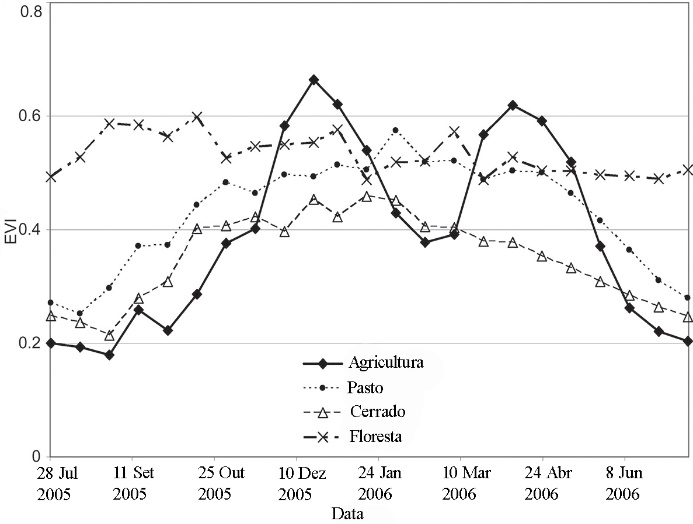 0.8
0.6
0.4
EVI
0.2
Agricultura
Pasto
Cerrado
Floresta
0
28 Jul 11 Set 25 Out 10 Dez 24 Jan 10 Mar 24 Abr 8 Jun
2005 2005 2005 2005 2006 2006 2006 2006
Data